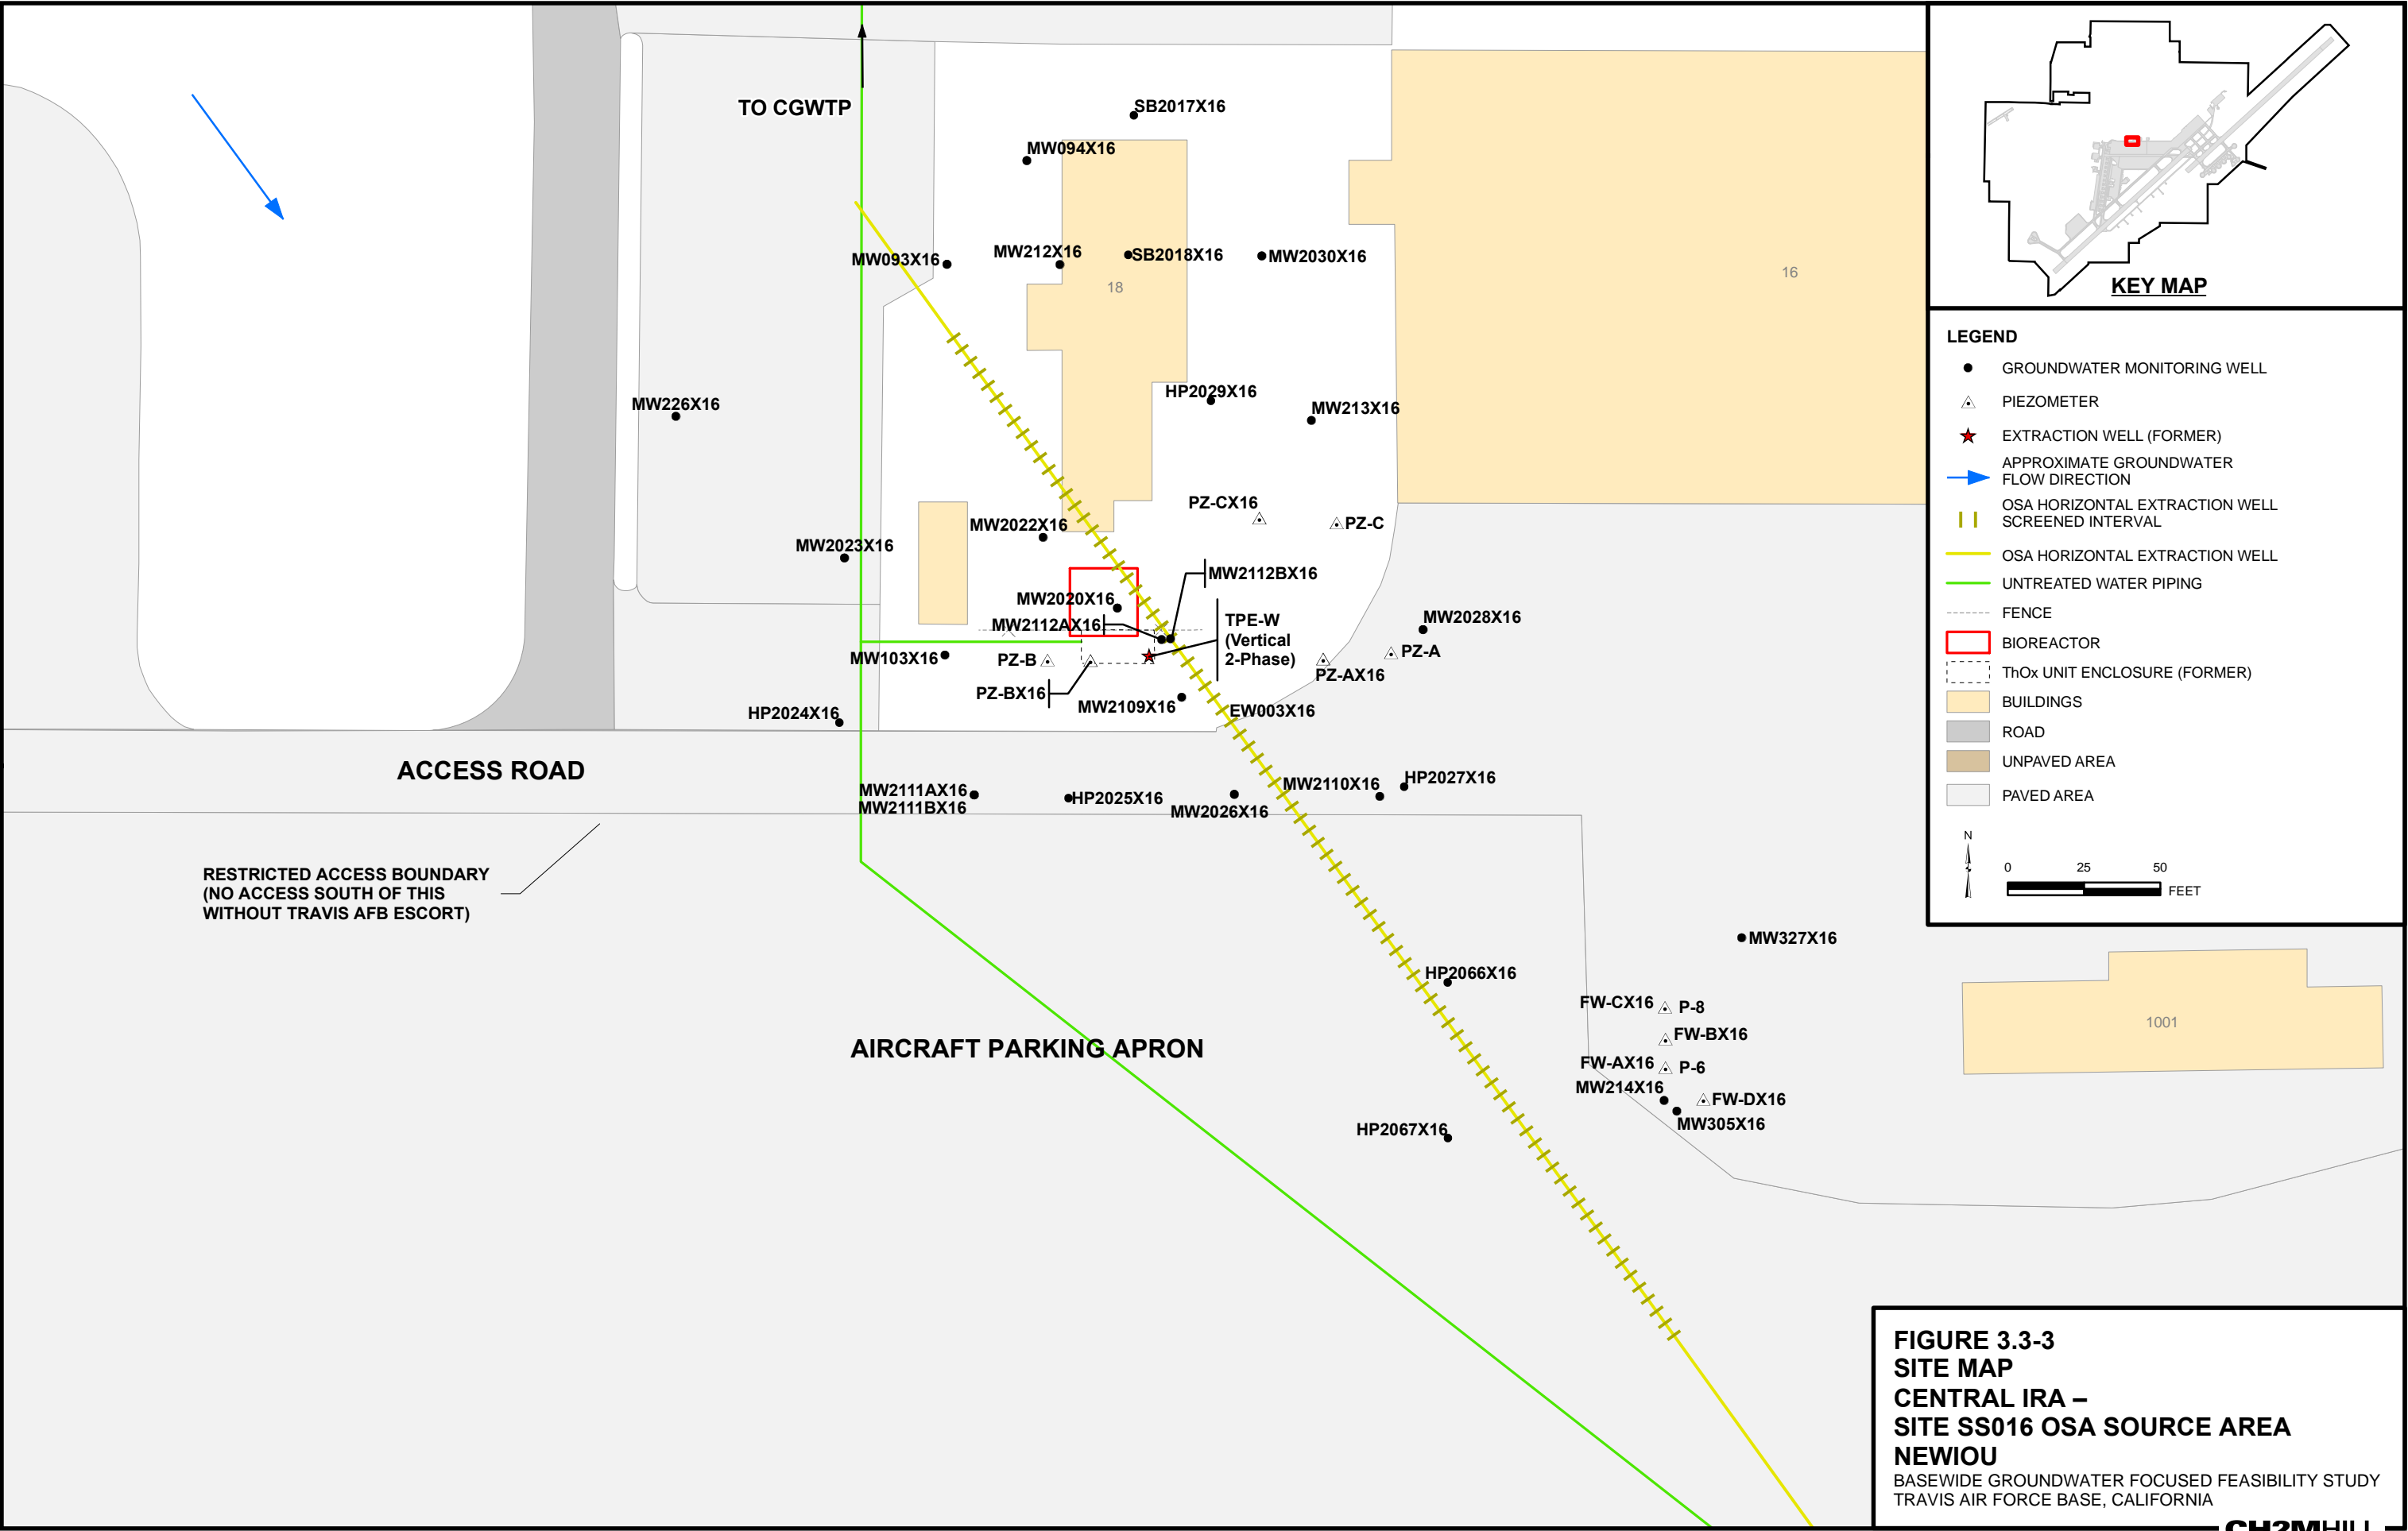 TO CGWTP
SB2017X16
MW094X16
MW093X16
MW212X16
SB2018X16
MW2030X16
18
16
MW226X16
HP2029X16
MW213X16
PZ-CX16
PZ-C
MW2022X16
MW2023X16
MW2112BX16
MW2020X16
MW2112AX16
TPE-W
(Vertical
2-Phase)
MW2028X16
MW103X16
PZ-B
PZ-A
PZ-AX16
PZ-BX16
MW2109X16
HP2024X16
EW003X16
ACCESS ROAD
MW2111AX16
MW2111BX16
HP2025X16
MW2026X16
MW2110X16
HP2027X16
RESTRICTED ACCESS BOUNDARY
(NO ACCESS SOUTH OF THIS
WITHOUT TRAVIS AFB ESCORT)
MW327X16
HP2066X16
FW-CX16
P-8
FW-BX16
FW-AX16
P-6
MW214X16
FW-DX16
MW305X16
HP2067X16
1001
AIRCRAFT PARKING APRON
KEY MAP
LEGEND
GROUNDWATER MONITORING WELL
PIEZOMETER
EXTRACTION WELL (FORMER)
APPROXIMATE GROUNDWATER
FLOW DIRECTION
OSA HORIZONTAL EXTRACTION WELL
SCREENED INTERVAL
OSA HORIZONTAL EXTRACTION WELL
UNTREATED WATER PIPING
FENCE
BIOREACTOR
ThOx UNIT ENCLOSURE (FORMER)
BUILDINGS
ROAD
UNPAVED AREA
PAVED AREA
N
0 25 50
FEET
FIGURE 3.3-3
SITE MAP
CENTRAL IRA –
SITE SS016 OSA SOURCE AREA
NEWIOU
BASEWIDE GROUNDWATER FOCUSED FEASIBILITY STUDY
TRAVIS AIR FORCE BASE, CALIFORNIA
CH2MHILL